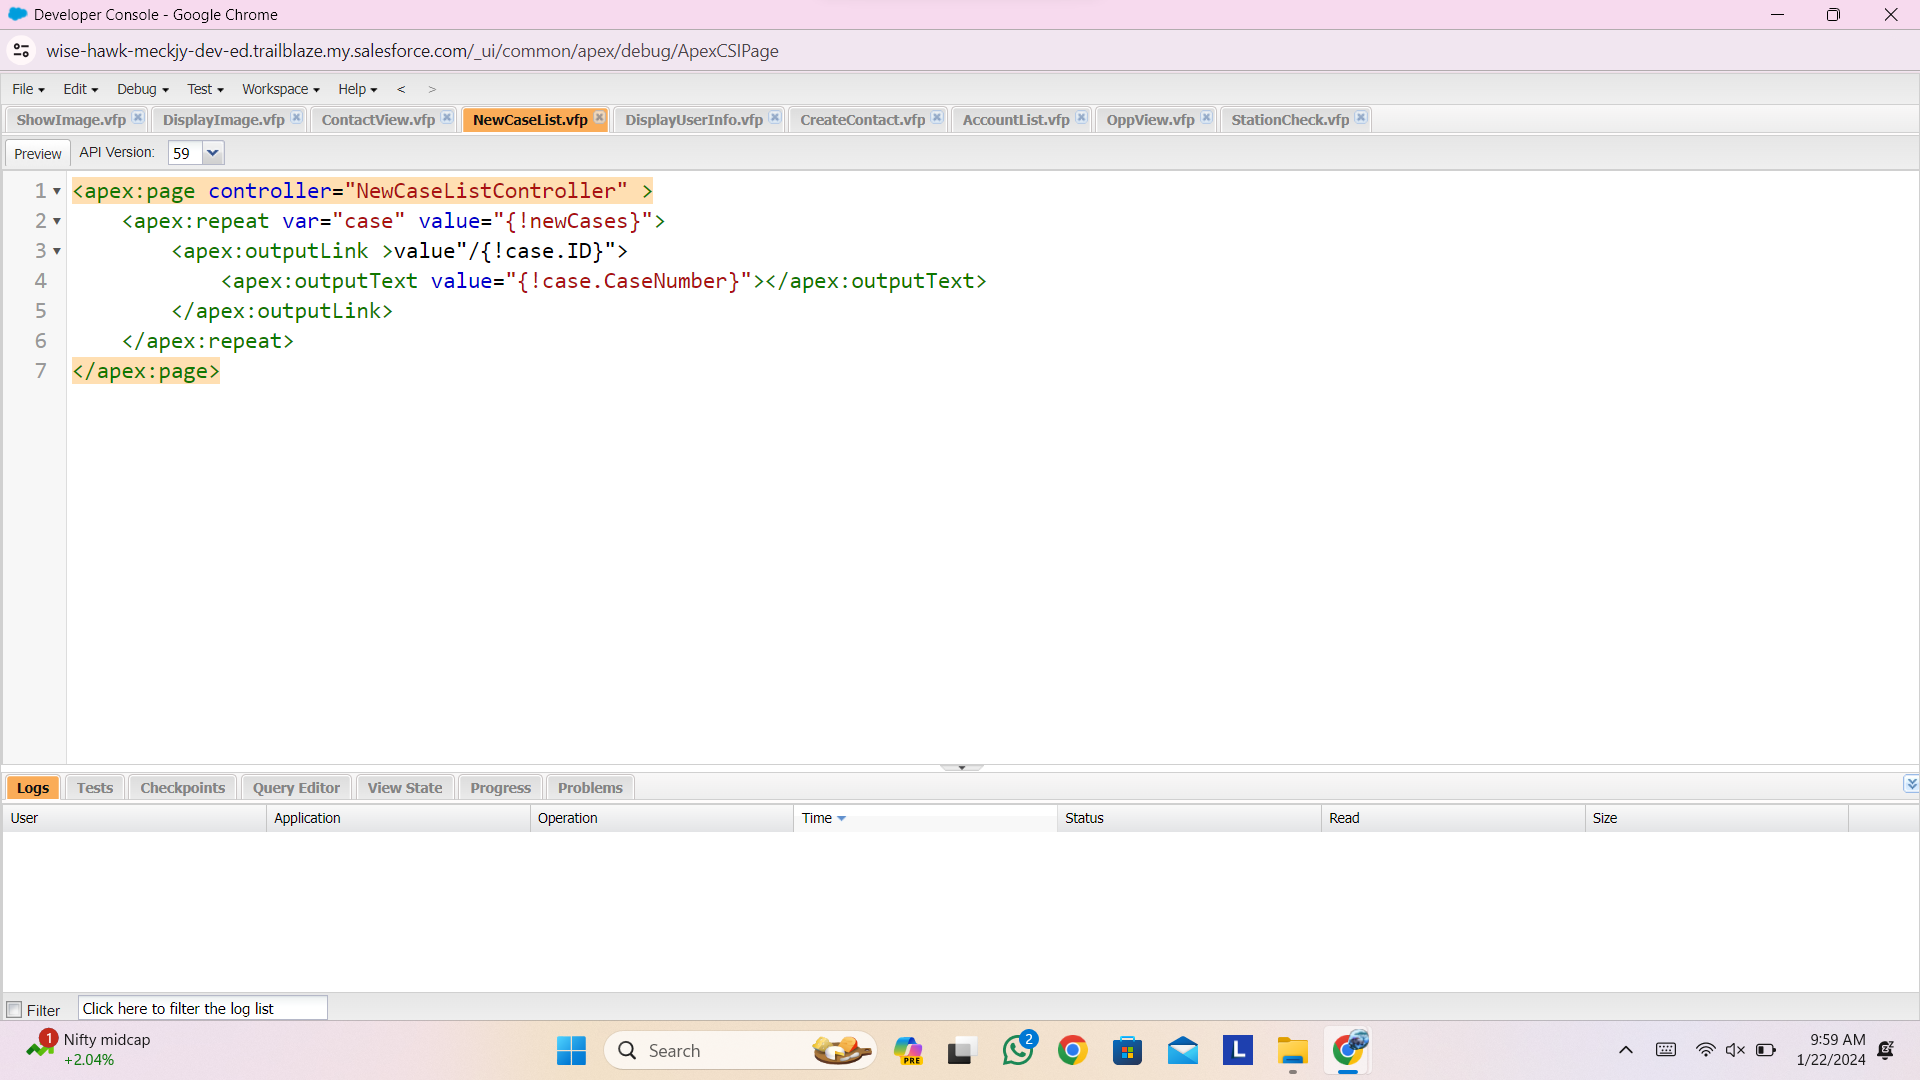 Developer Console - Google Chrome
wise-hawk-meckjy-dev-ed.trailblaze.my.salesforce.com/_ui/common/apex/debug/ApexCSIPage
File Edit Debug Test Workspace Help < >
ShowImage.vfp DisplayImage.vfp ContactView.vfp NewCaseList.vfp DisplayUserInfo.vfp CreateContact.vfp AccountList.vfp OppView.vfp StationCheck.vfp
Preview API Version: 59
1 <apex:page controller="NewCaseListController" >
2 <apex:repeat var="case" value="{!newCases}">
3 <apex:outputLink >value"/{!case.ID}">
4 <apex:outputText value="{!case.CaseNumber}"></apex:outputText>
5 </apex:outputLink>
6 </apex:repeat>
7 </apex:page>
Logs Tests Checkpoints Query Editor View State Progress Problems
User Application Operation Time Status Read Size
Filter Click here to filter the log list
1 Nifty midcap
+2.04%
Search
PRE
2
L
9:59 AM
1/22/2024